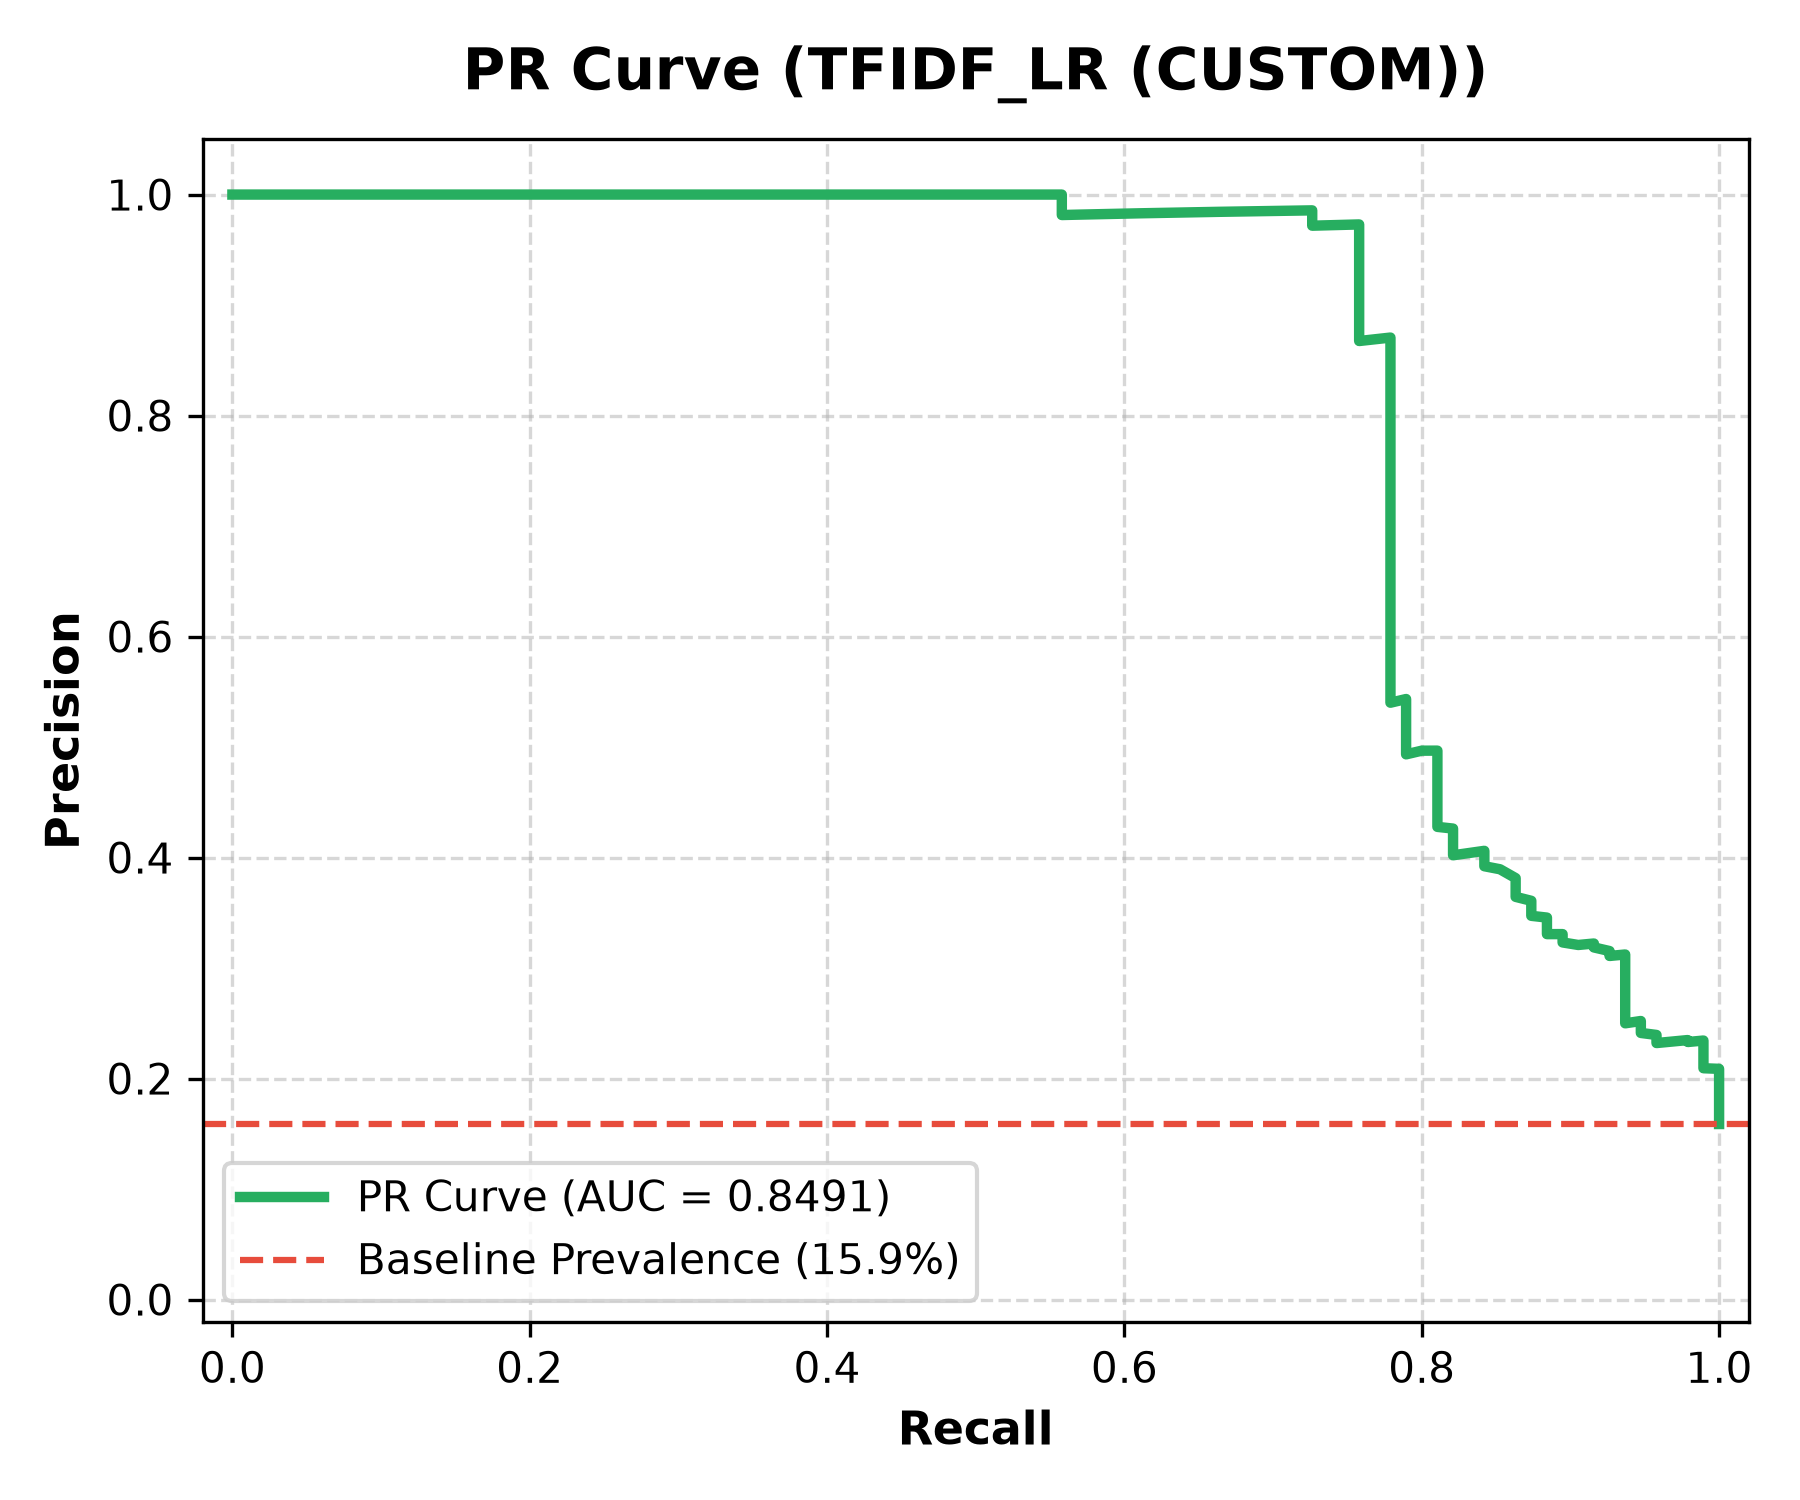 PR Curve (TFIDF_LR (CUSTOM))
1.0
0.8
0.6
0.4
0.2
0.0
Precision
PR Curve (AUC = 0.8491)
Baseline Prevalence (15.9%)
0.0 0.2 0.4 0.6 0.8 1.0
Recall